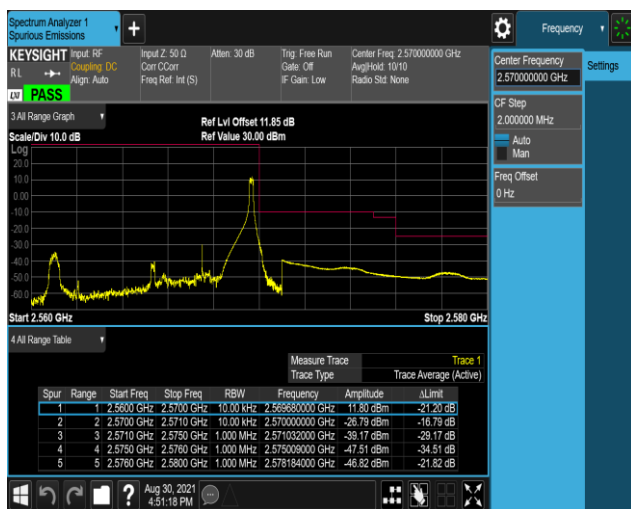 Spectrum Analyzer 1
Spurious Emissions
Frequency
KEYSIGHT
Input: RF
Input Z: 50 Ω
Atten: 30 dB
Trig: Free Run
Center Freq: 2.570000000 GHz
RL
Coupling: DC
Corr CCorr
Gate: Off
Avg|Hold: 10/10
Align: Auto
Freq Ref: Int (S)
IF Gain: Low
Radio Std: None
LXI PASS
Center Frequency
2.570000000 GHz
Settings
CF Step
2.000000 MHz
Auto
Man
Freq Offset
0 Hz
3 All Range Graph
Ref Lvl Offset 11.85 dB
Scale/Div 10.0 dB
Ref Value 30.00 dBm
Log
20.0
10.0
0.00
-10.0
-20.0
-30.0
-40.0
-50.0
-60.0
Start 2.560 GHz
Stop 2.580 GHz
4 All Range Table
Measure Trace Trace 1
Trace Type Trace Average (Active)
Spur Range Start Freq Stop Freq RBW Frequency Amplitude ΔLimit
1 1 2.5600 GHz 2.5700 GHz 10.00 kHz 2.569680000 GHz 11.80 dBm -21.20 dB
2 2 2.5700 GHz 2.5710 GHz 10.00 kHz 2.570000000 GHz -26.79 dBm -16.79 dB
3 3 2.5710 GHz 2.5750 GHz 1.000 MHz 2.571032000 GHz -39.17 dBm -29.17 dB
4 4 2.5750 GHz 2.5760 GHz 1.000 MHz 2.575009000 GHz -47.51 dBm -34.51 dB
5 5 2.5760 GHz 2.5800 GHz 1.000 MHz 2.578184000 GHz -46.82 dBm -21.82 dB
Aug 30, 2021
4:51:18 PM